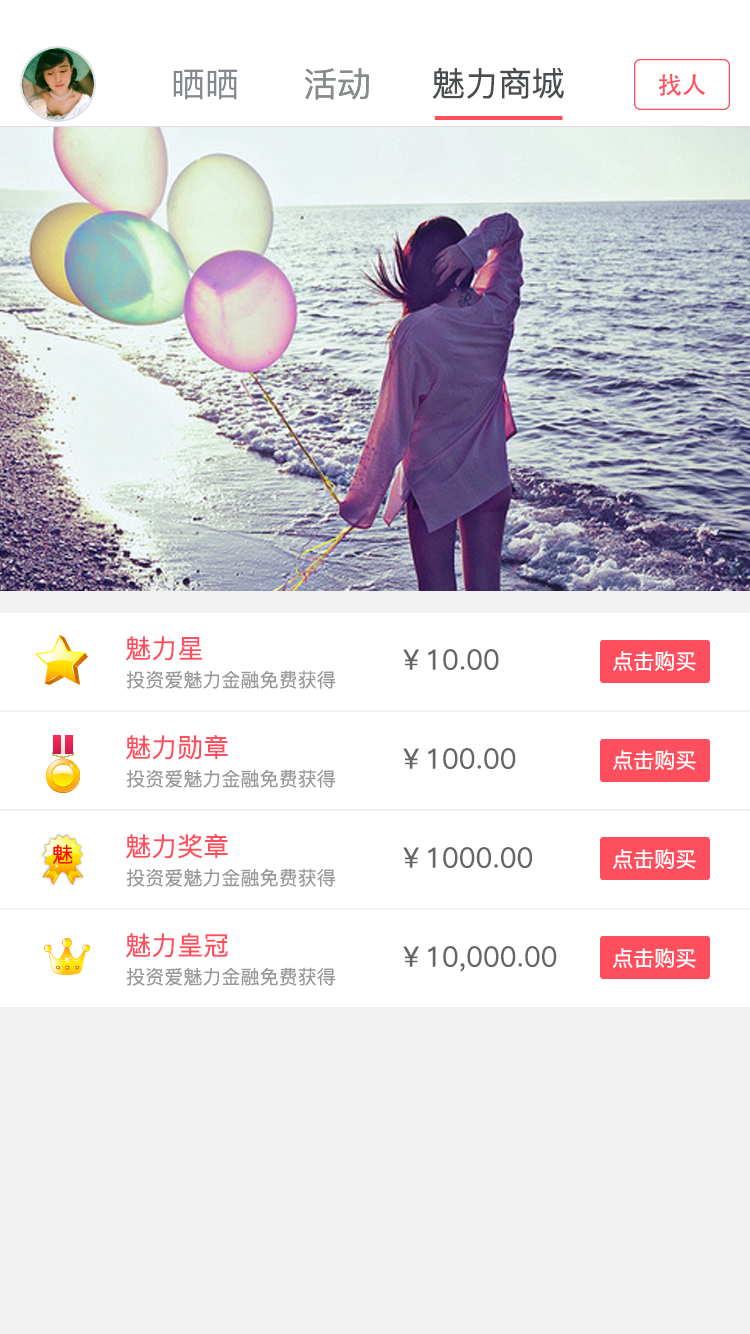 晒晒 活动 魅力商城 找人
魅力星
投资爱魅力金融免费获得
￥10.00 点击购买
魅力勋章
投资爱魅力金融免费获得
￥100.00 点击购买
魅
魅力奖章
投资爱魅力金融免费获得
￥1000.00 点击购买
魅力皇冠
投资爱魅力金融免费获得
￥10,000.00 点击购买